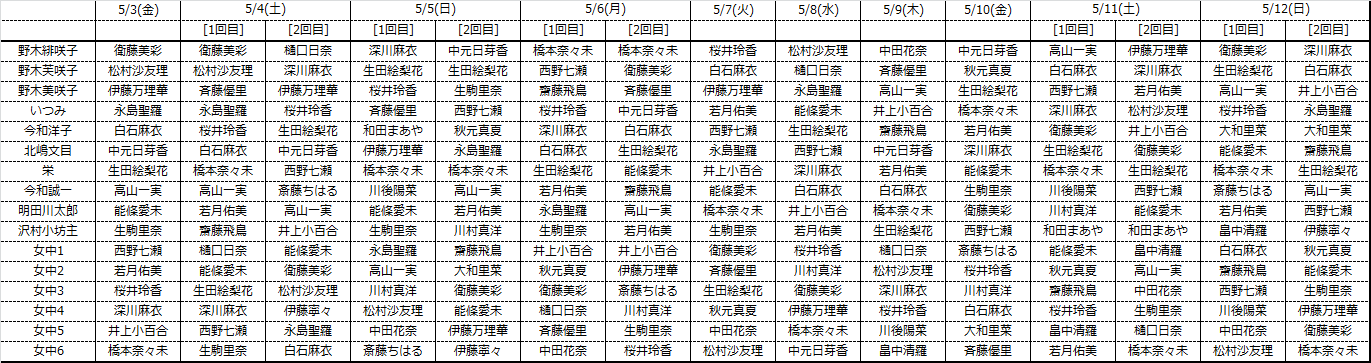 5/3(金) 5/4(土) 5/5(日) 5/6(月) 5/7(火) 5/8(水) 5/9(木) 5/10(金) 5/11(土) 5/12(日)
[1回目] [2回目] [1回目] [2回目] [1回目] [2回目] [1回目] [2回目] [1回目] [2回目]
野木緋咲子 衛藤美彩 衛藤美彩 樋口日奈 深川麻衣 中元日芽香 橋本奈々未 橋本奈々未 桜井玲香 松村沙友理 中田花奈 中元日芽香 高山一実 伊藤万理華 衛藤美彩 深川麻衣
野木芙咲子 松村沙友理 松村沙友理 深川麻衣 生田絵梨花 生田絵梨花 西野七瀬 衛藤美彩 白石麻衣 樋口日奈 斉藤優里 秋元真夏 白石麻衣 深川麻衣 生田絵梨花 白石麻衣
野木美咲子 伊藤万理華 斉藤優里 伊藤万理華 桜井玲香 生駒里奈 齋藤飛鳥 斉藤優里 伊藤万理華 永島聖羅 高山一実 生田絵梨花 西野七瀬 若月佑美 高山一実 井上小百合
いつみ 永島聖羅 永島聖羅 桜井玲香 斉藤優里 西野七瀬 桜井玲香 中元日芽香 若月佑美 能條愛未 井上小百合 橋本奈々未 深川麻衣 松村沙友理 桜井玲香 永島聖羅
今和洋子 白石麻衣 桜井玲香 生田絵梨花 和田まあや 秋元真夏 深川麻衣 白石麻衣 西野七瀬 生田絵梨花 齋藤飛鳥 若月佑美 衛藤美彩 井上小百合 大和里菜 大和里菜
北嶋文目 中元日芽香 白石麻衣 中元日芽香 伊藤万理華 永島聖羅 白石麻衣 生田絵梨花 永島聖羅 西野七瀬 中元日芽香 深川麻衣 生田絵梨花 衛藤美彩 能條愛未 齋藤飛鳥
栄 生田絵梨花 橋本奈々未 西野七瀬 橋本奈々未 橋本奈々未 生田絵梨花 能條愛未 井上小百合 深川麻衣 若月佑美 能條愛未 橋本奈々未 生田絵梨花 橋本奈々未 生田絵梨花
今和誠一 高山一実 高山一実 斎藤ちはる 川後陽菜 高山一実 若月佑美 齋藤飛鳥 能條愛未 白石麻衣 白石麻衣 生駒里奈 川後陽菜 西野七瀬 斎藤ちはる 高山一実
明田川太郎 能條愛未 若月佑美 高山一実 能條愛未 若月佑美 永島聖羅 高山一実 橋本奈々未 井上小百合 橋本奈々未 衛藤美彩 川村真洋 能條愛未 若月佑美 西野七瀬
沢村小坊主 生駒里奈 齋藤飛鳥 井上小百合 生駒里奈 川村真洋 生駒里奈 若月佑美 生駒里奈 若月佑美 生田絵梨花 西野七瀬 和田まあや 和田まあや 畠中清羅 伊藤寧々
女中1 西野七瀬 樋口日奈 能條愛未 永島聖羅 齋藤飛鳥 井上小百合 井上小百合 衛藤美彩 桜井玲香 樋口日奈 斎藤ちはる 能條愛未 畠中清羅 白石麻衣 秋元真夏
女中2 若月佑美 能條愛未 衛藤美彩 高山一実 大和里菜 秋元真夏 伊藤万理華 斉藤優里 川村真洋 松村沙友理 桜井玲香 秋元真夏 高山一実 齋藤飛鳥 能條愛未
女中3 桜井玲香 生田絵梨花 松村沙友理 川村真洋 衛藤美彩 衛藤美彩 斎藤ちはる 生田絵梨花 衛藤美彩 深川麻衣 川村真洋 齋藤飛鳥 中田花奈 西野七瀬 生駒里奈
女中4 深川麻衣 深川麻衣 伊藤寧々 松村沙友理 能條愛未 樋口日奈 川村真洋 秋元真夏 伊藤万理華 桜井玲香 白石麻衣 桜井玲香 生駒里奈 川後陽菜 伊藤万理華
女中5 井上小百合 西野七瀬 永島聖羅 中田花奈 伊藤万理華 斉藤優里 生駒里奈 中田花奈 橋本奈々未 川後陽菜 大和里菜 畠中清羅 樋口日奈 中田花奈 衛藤美彩
女中6 橋本奈々未 生駒里奈 白石麻衣 斎藤ちはる 伊藤寧々 中田花奈 桜井玲香 松村沙友理 中元日芽香 畠中清羅 斉藤優里 若月佑美 橋本奈々未 松村沙友理 橋本奈々未